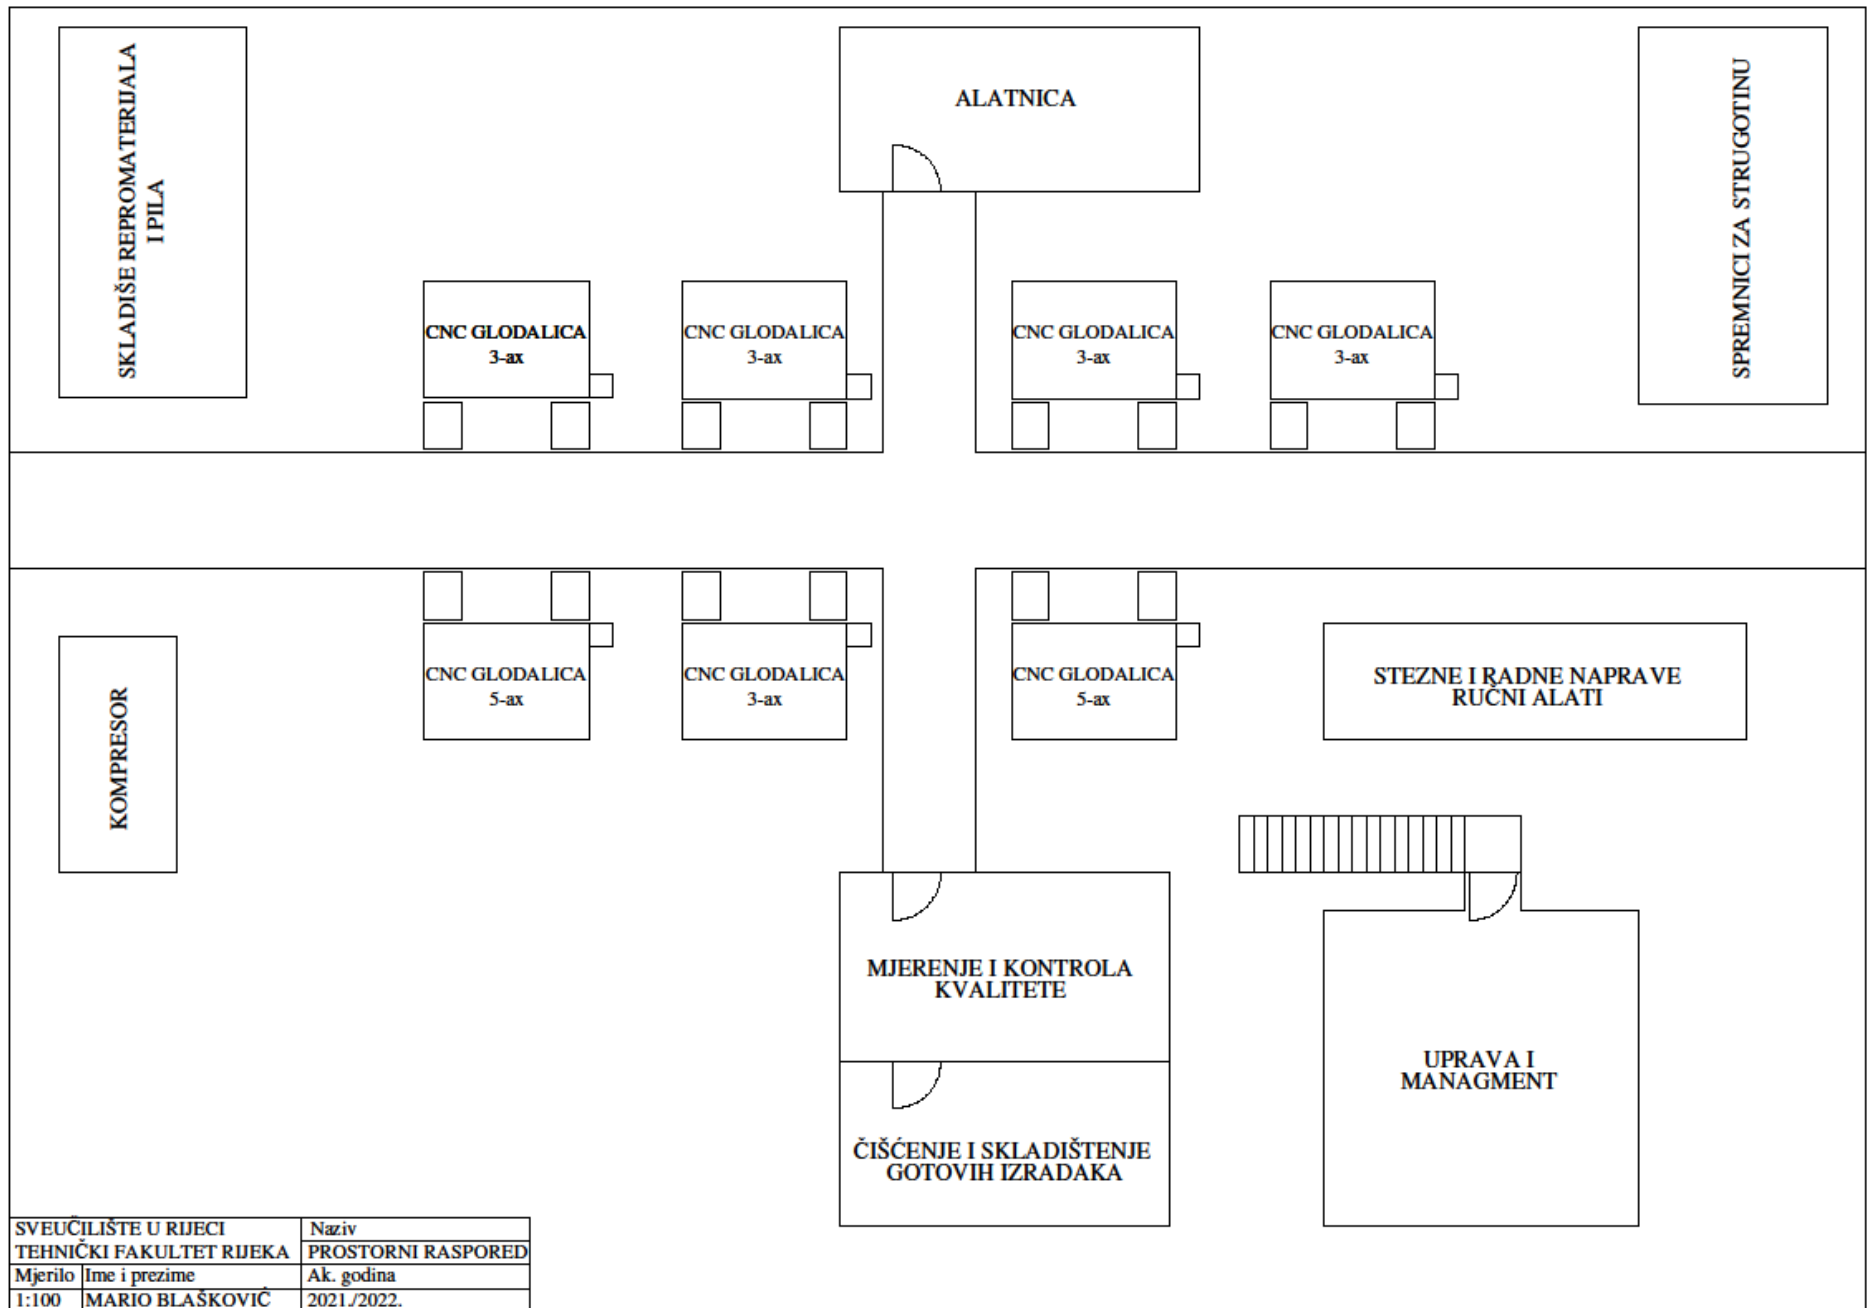 SKLADIŠE REPROMATERIJALA
I PILA
ALATNICA
SPREMNICI ZA STRUGOTINU
CNC GLODALICA
3-ax
CNC GLODALICA
3-ax
CNC GLODALICA
3-ax
CNC GLODALICA
3-ax
KOMPRESOR
CNC GLODALICA
5-ax
CNC GLODALICA
3-ax
CNC GLODALICA
5-ax
STEZNE I RADNE NAPRAVE
RUČNI ALATI
MJERENJE I KONTROLA
KVALITETE
UPRAVA I
MANAGMENT
ČIŠĆENJE I SKLADIŠTENJE
GOTOVIH IZRADAKA
SVEUČILIŠTE U RIJECI
TEHNIČKI FAKULTET RIJEKA
Naziv
PROSTORNI RASPORED
Mjerilo
1:100
Ime i prezime
MARIO BLAŠKOVIĆ
Ak. godina
2021./2022.